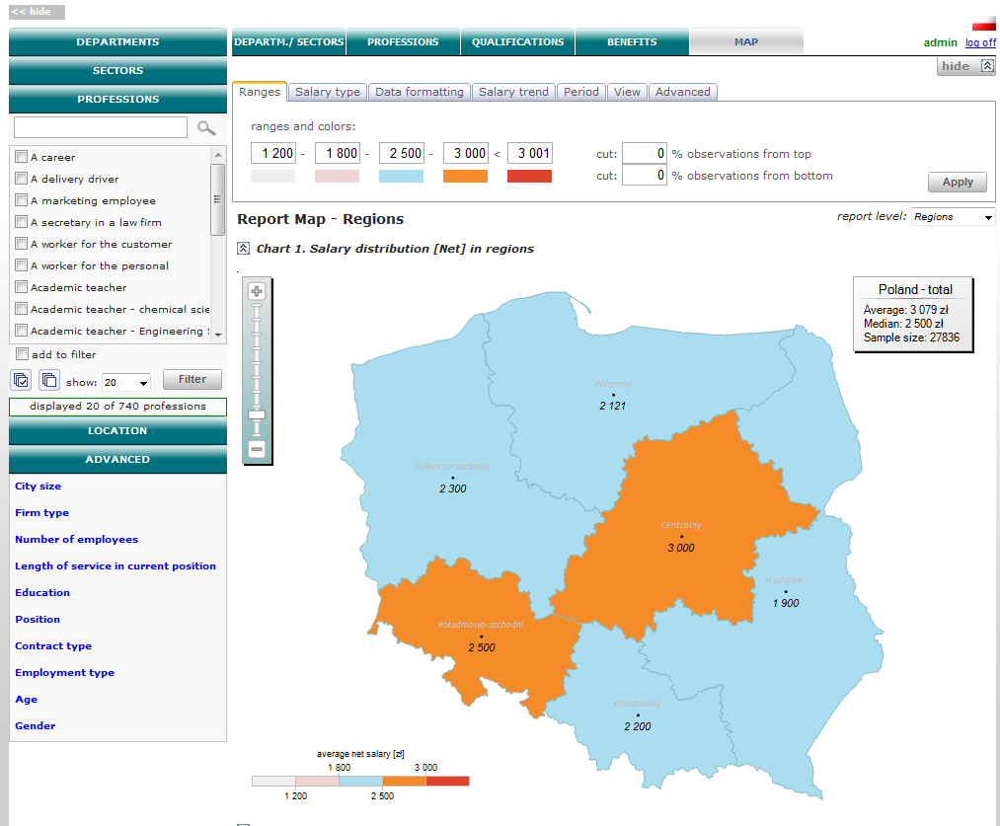 << hide
DEPARTMENTS
SECTORS
PROFESSIONS
A career
A delivery driver
A marketing employee
A secretary in a law firm
A worker for the customer
A worker for the personal
Academic teacher
Academic teacher - chemical scie
Academic teacher - Engineering
add to filter
show: 20 Filter
displayed 20 of 740 professions
LOCATION
ADVANCED
City size
Firm type
Number of employees
Length of service in current position
Education
Position
Contract type
Employment type
Age
Gender
DEPARTM./ SECTORS PROFESSIONS QUALIFICATIONS BENEFITS MAP
admin log off
hide
Ranges Salary type Data formatting Salary trend Period View Advanced
ranges and colors:
1 200 - 1 800 - 2 500 - 3 000 < 3 001
cut: 0 % observations from top
cut: 0 % observations from bottom
Apply
Report Map - Regions
report level: Regions
Chart 1. Salary distribution [Net] in regions
Poland - total
Average: 3 079 zł
Median: 2 500 zł
Sample size: 27836
Północny
2 121
Północno-zachodni
2 300
Centralny
3 000
Wschodni
1 900
Południowo-zachodni
2 500
Południowy
2 200
average net salary [zł]
1 800 3 000
1 200 2 500